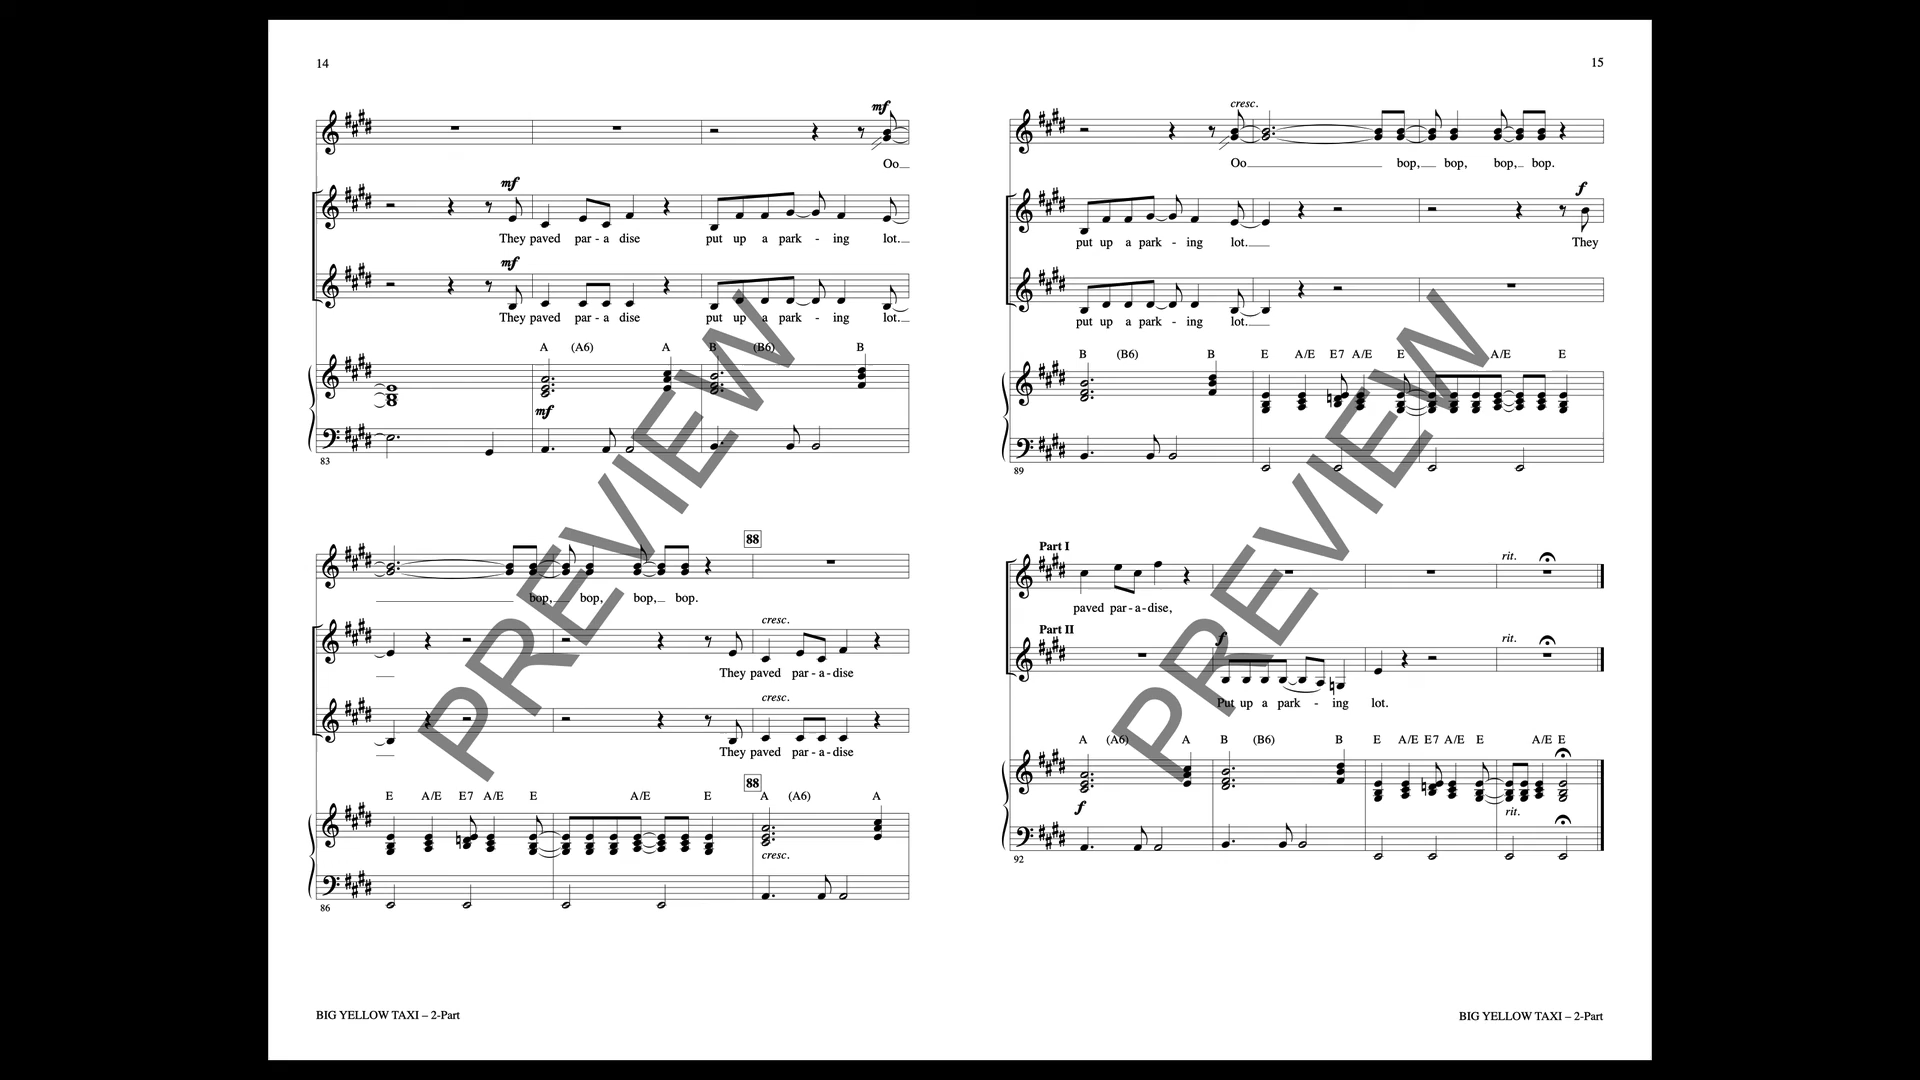 14
mf
Oo
mf
They paved par - a dise put up a park - ing lot.
mf
They paved par - a dise put up a park - ing lot.
A (A6) A B (B6) B
mf
83
88
bop, bop, bop, bop.
cresc.
They paved par - a - dise
cresc.
They paved par - a - dise
88
E A/E E7 A/E E A/E E A (A6) A
cresc.
86
BIG YELLOW TAXI – 2-Part
15
cresc.
Oo bop, bop, bop, bop.
f
put up a park - ing lot. They
put up a park - ing lot.
B (B6) B E A/E E7 A/E E A/E E
89
Part I
rit.
paved par - a - dise,
Part II
f
rit.
Put up a park - ing lot.
A (A6) A B (B6) B E A/E E7 A/E E A/E E
f
rit.
92
BIG YELLOW TAXI – 2-Part
PREVIEW
PREVIEW